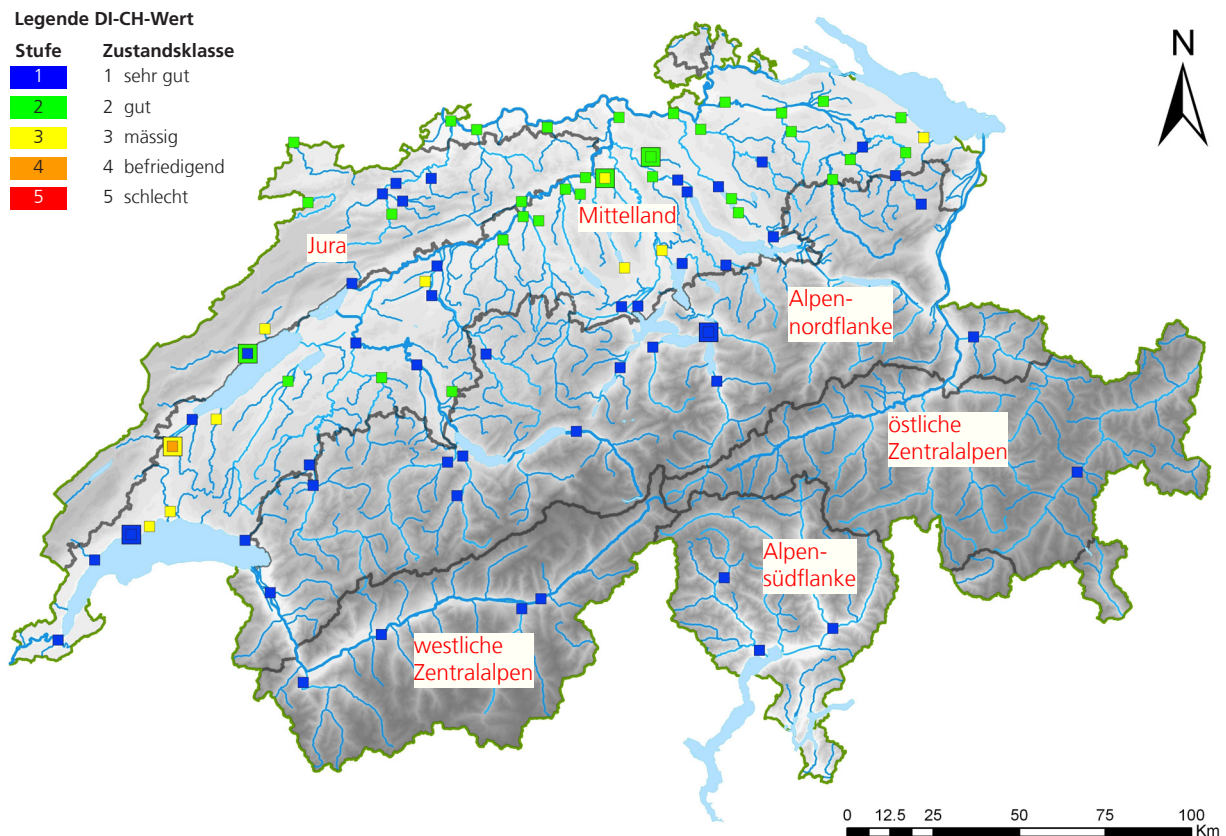 Legende DI-CH-Wert
Stufe Zustandsklasse
1 1 sehr gut
2 2 gut
3 3 mässig
4 4 befriedigend
5 5 schlecht
N
Mittelland
Jura
Alpen-
nordflanke
östliche
Zentralalpen
Alpen-
südflanke
westliche
Zentralalpen
0 12.5 25 50 75 100
Km